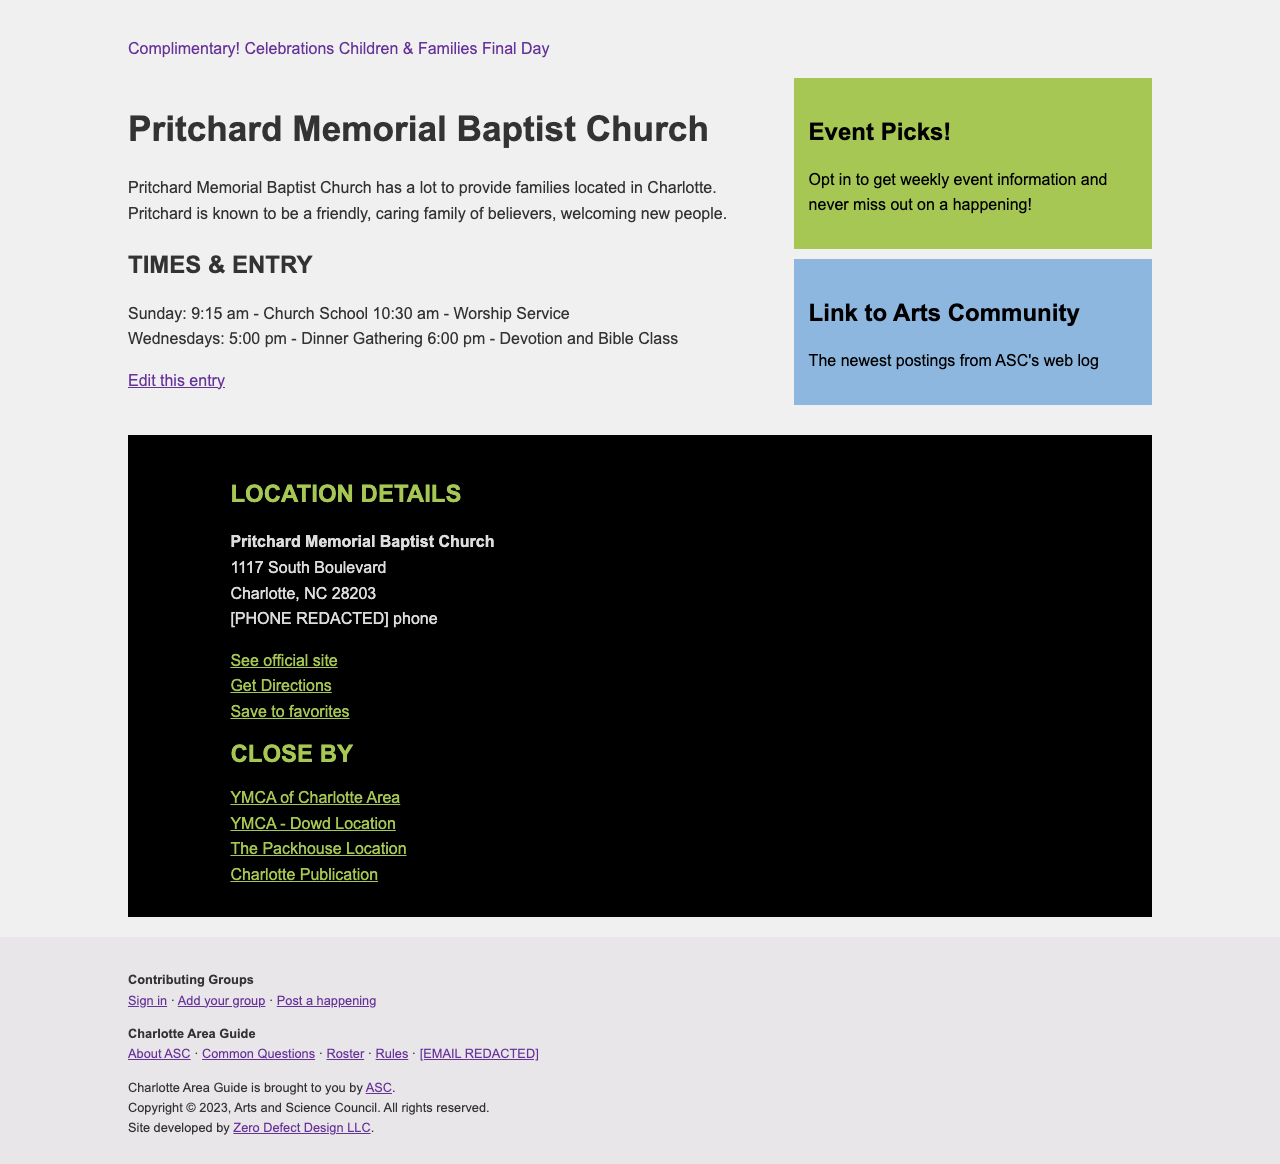 Complimentary! Celebrations Children & Families Final Day
Pritchard Memorial Baptist Church
Pritchard Memorial Baptist Church has a lot to provide families located in Charlotte.
Pritchard is known to be a friendly, caring family of believers, welcoming new people.
TIMES & ENTRY
Sunday: 9:15 am - Church School 10:30 am - Worship Service
Wednesdays: 5:00 pm - Dinner Gathering 6:00 pm - Devotion and Bible Class
Edit this entry
Event Picks!
Opt in to get weekly event information and
never miss out on a happening!
Link to Arts Community
The newest postings from ASC's web log
LOCATION DETAILS
Pritchard Memorial Baptist Church
1117 South Boulevard
Charlotte, NC 28203
[PHONE REDACTED] phone
See official site
Get Directions
Save to favorites
CLOSE BY
YMCA of Charlotte Area
YMCA - Dowd Location
The Packhouse Location
Charlotte Publication
Contributing Groups
Sign in · Add your group · Post a happening
Charlotte Area Guide
About ASC · Common Questions · Roster · Rules · [EMAIL REDACTED]
Charlotte Area Guide is brought to you by ASC.
Copyright © 2023, Arts and Science Council. All rights reserved.
Site developed by Zero Defect Design LLC.